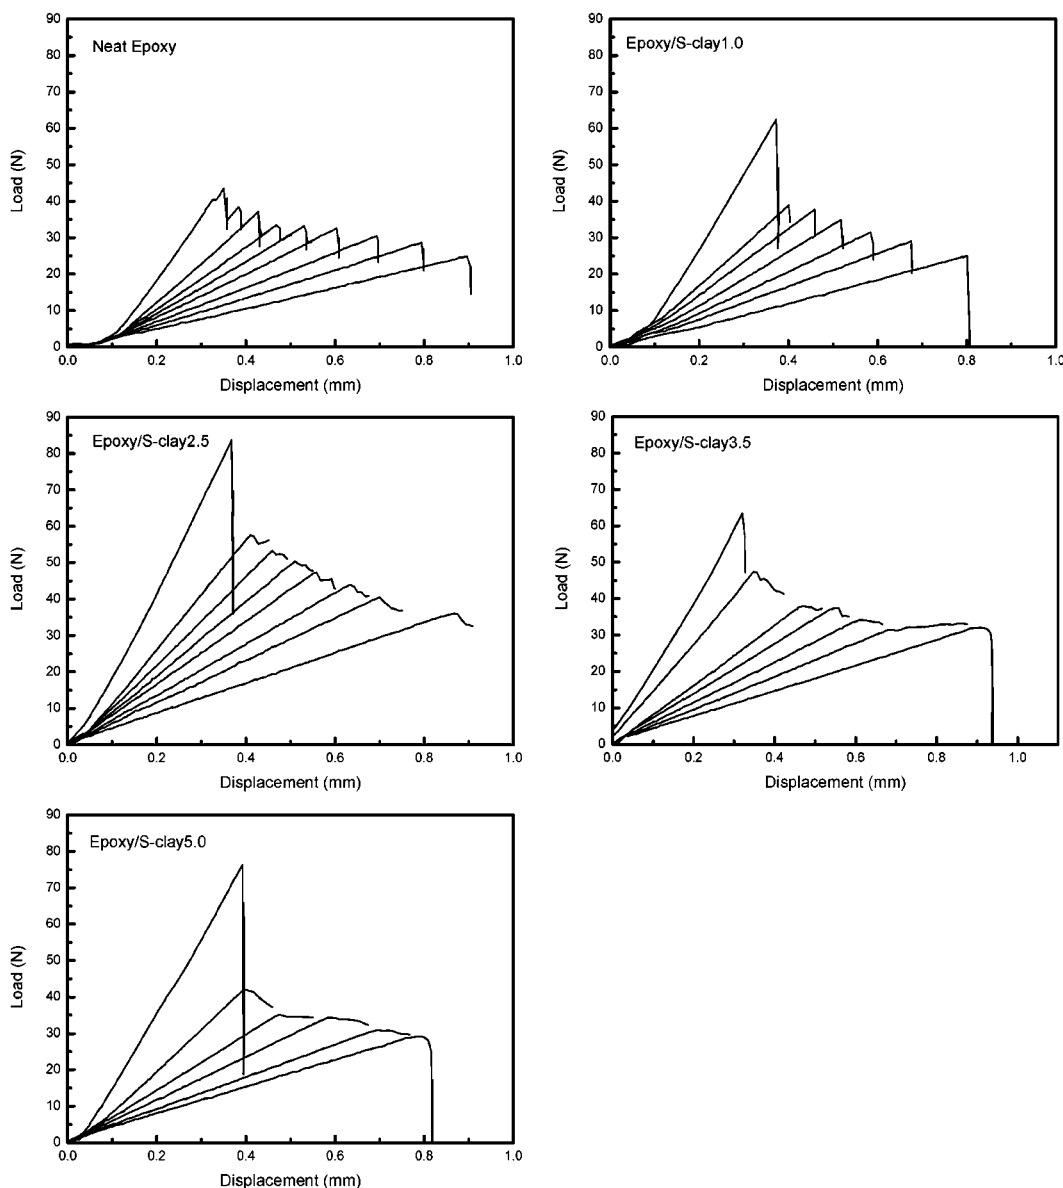 Neat Epoxy
Load (N)
90
80
70
60
50
40
30
20
10
0
0.0 0.2 0.4 0.6 0.8 1.0
Displacement (mm)
Epoxy/S-clay1.0
Load (N)
90
80
70
60
50
40
30
20
10
0
0.0 0.2 0.4 0.6 0.8 1.0
Displacement (mm)
Epoxy/S-clay2.5
Load (N)
90
80
70
60
50
40
30
20
10
0
0.0 0.2 0.4 0.6 0.8 1.0
Displacement (mm)
Epoxy/S-clay3.5
Load (N)
90
80
70
60
50
40
30
20
10
0
0.0 0.2 0.4 0.6 0.8 1.0
Displacement (mm)
Epoxy/S-clay5.0
Load (N)
90
80
70
60
50
40
30
20
10
0
0.0 0.2 0.4 0.6 0.8 1.0
Displacement (mm)